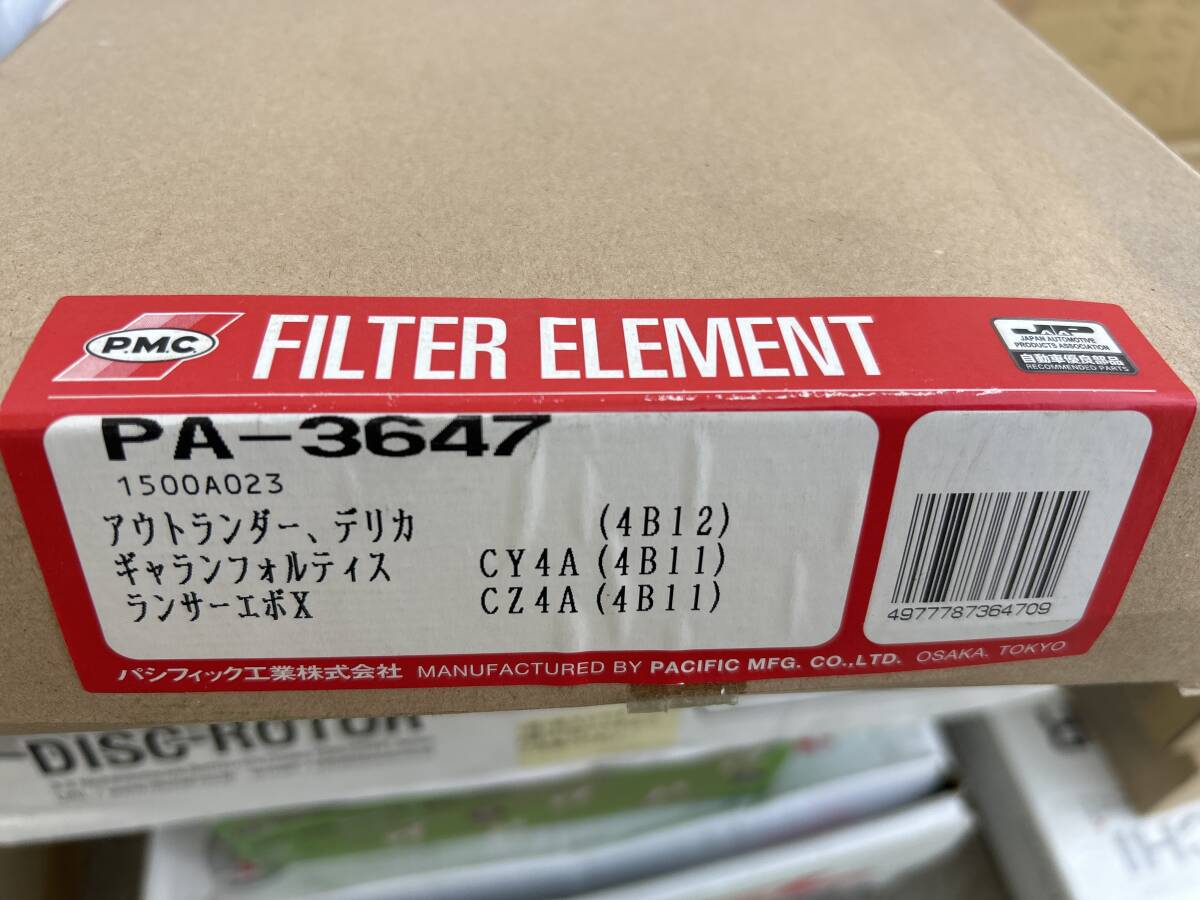 P.M.C.
FILTER ELEMENT
JAPA
JAPAN AUTOMOTIVE
PRODUCTS ASSOCIATION
自動車優良部品
RECOMMENDED PARTS
PA-3647
1500A023
アウトランダー、デリカ (4B12)
ギャランフォルティス CY4A (4B11)
ランサーエボX CZ4A (4B11)
4977787364709
パシフィック工業株式会社 MANUFACTURED BY PACIFIC MFG. CO.,LTD. OSAKA. TOKYO
DISC-ROTOR